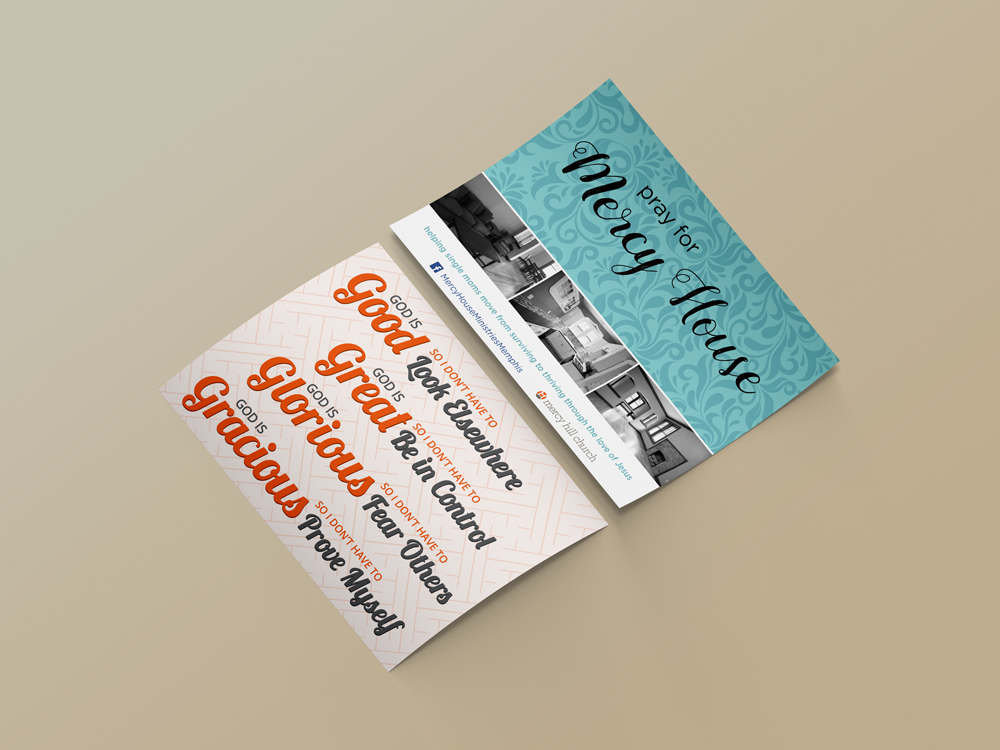 GOD IS
Good
SO I DON'T HAVE TO
Look Elsewhere
GOD IS
Great
SO I DON'T HAVE TO
Be in Control
GOD IS
Glorious
SO I DON'T HAVE TO
Fear Others
GOD IS
Gracious
SO I DON'T HAVE TO
Prove Myself
pray for
Mercy House
helping single moms move from surviving to thriving through the love of Jesus
MercyHouseMinistriesMemphis
mercy hill church